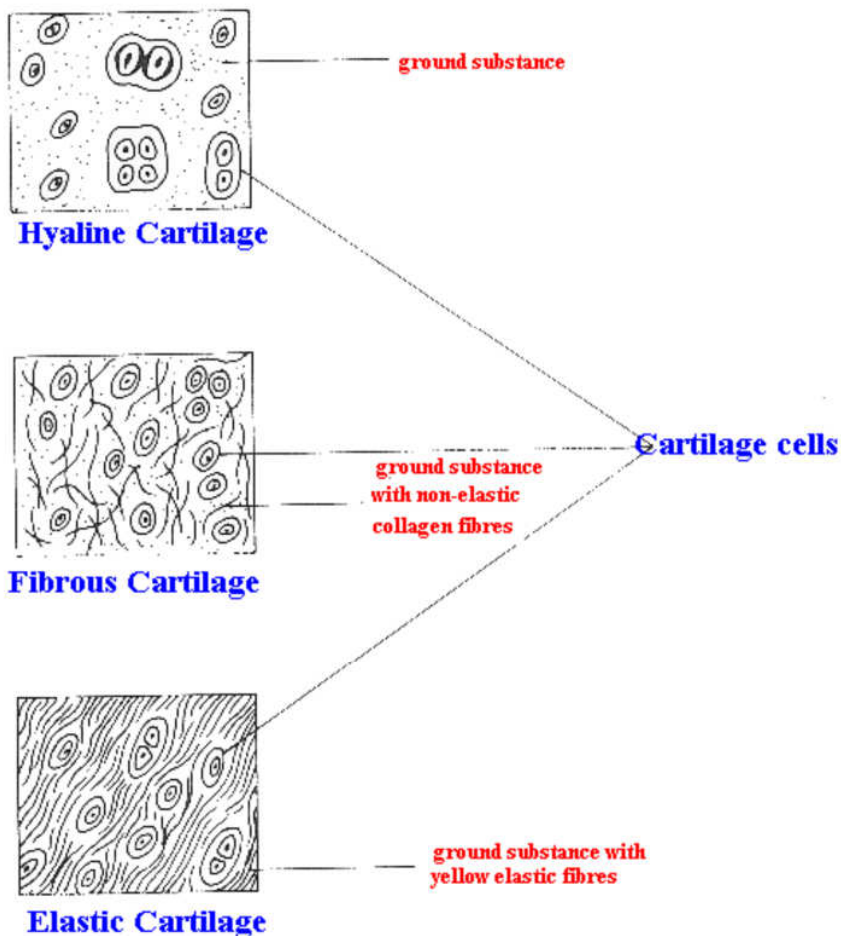 ground substance
Hyaline Cartilage
Cartilage cells
ground substance
with non-elastic
collagen fibres
Fibrous Cartilage
ground substance with
yellow elastic fibres
Elastic Cartilage